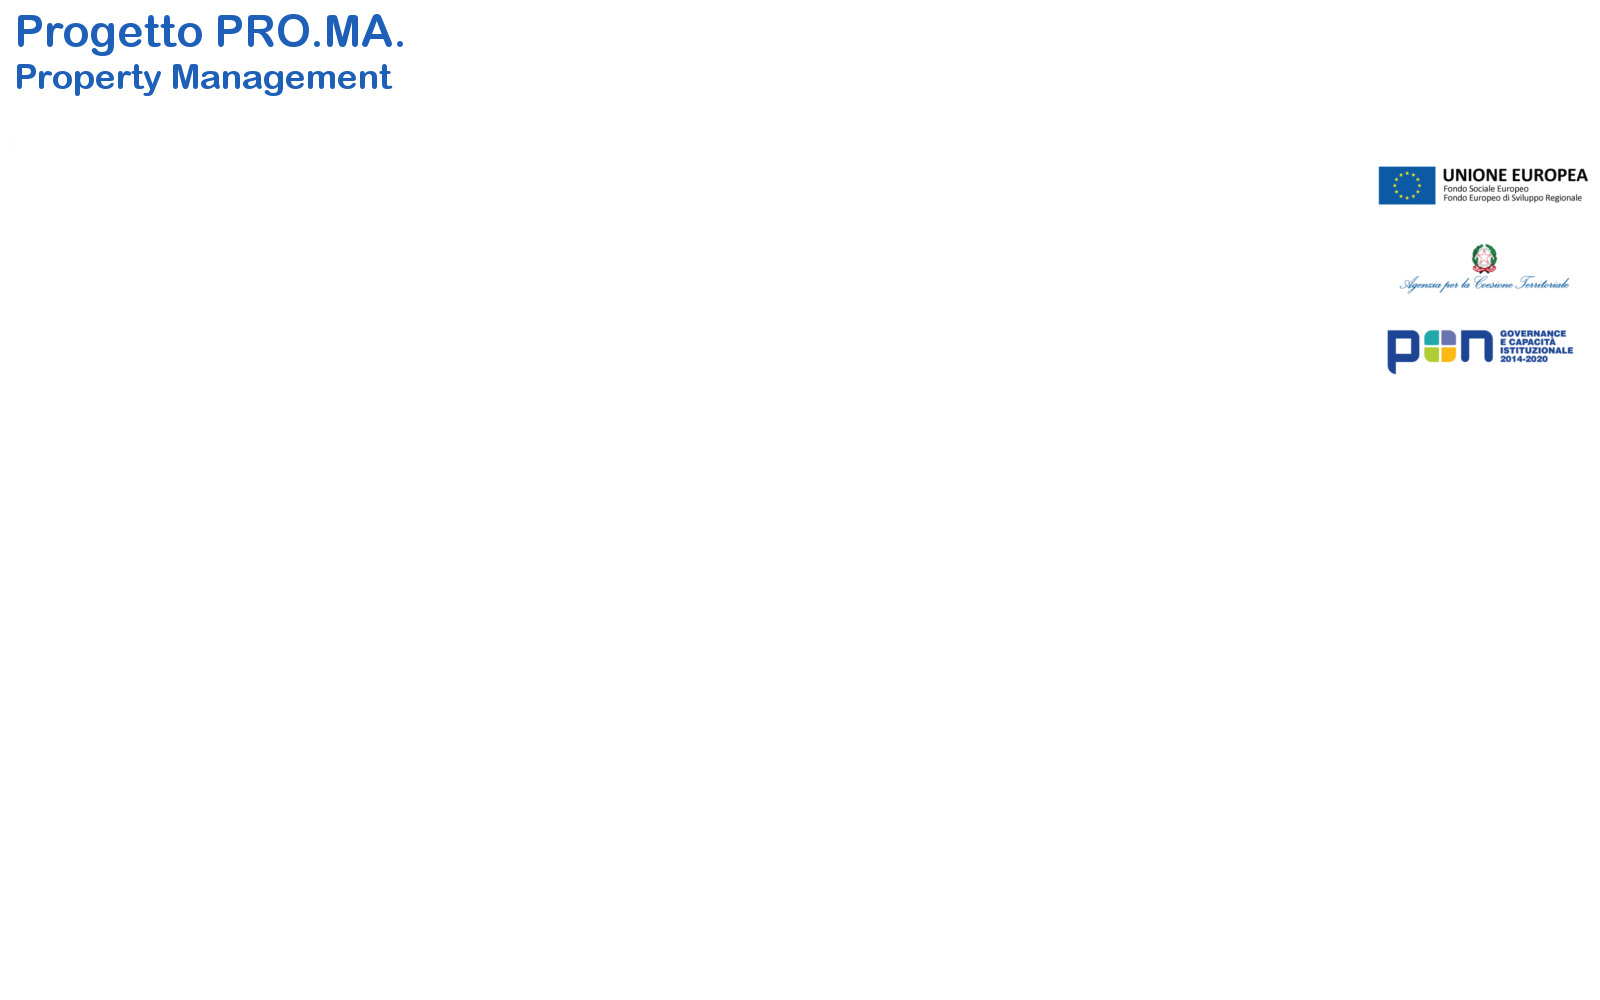 Progetto PRO.MA.
Property Management
UNIONE EUROPEA
Fondo Sociale Europeo
Fondo Europeo di Sviluppo Regionale
Agenzia per la Coesione Territoriale
pon
GOVERNANCE
E CAPACITÀ
ISTITUZIONALE
2014-2020